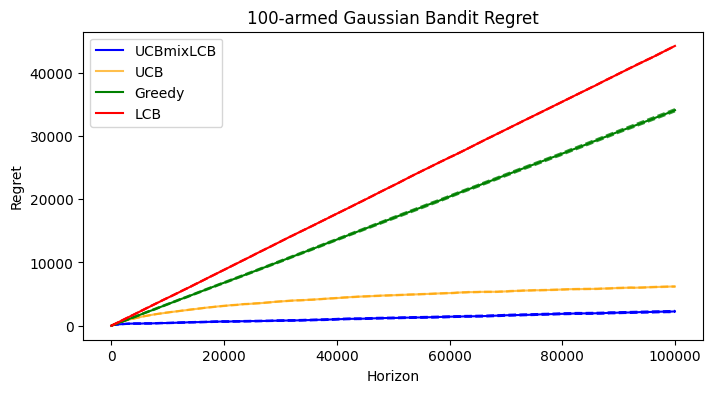 100-armed Gaussian Bandit Regret
UCBmixLCB
UCB
Greedy
LCB
Regret
40000
30000
20000
10000
0
0
20000
40000
60000
80000
100000
Horizon